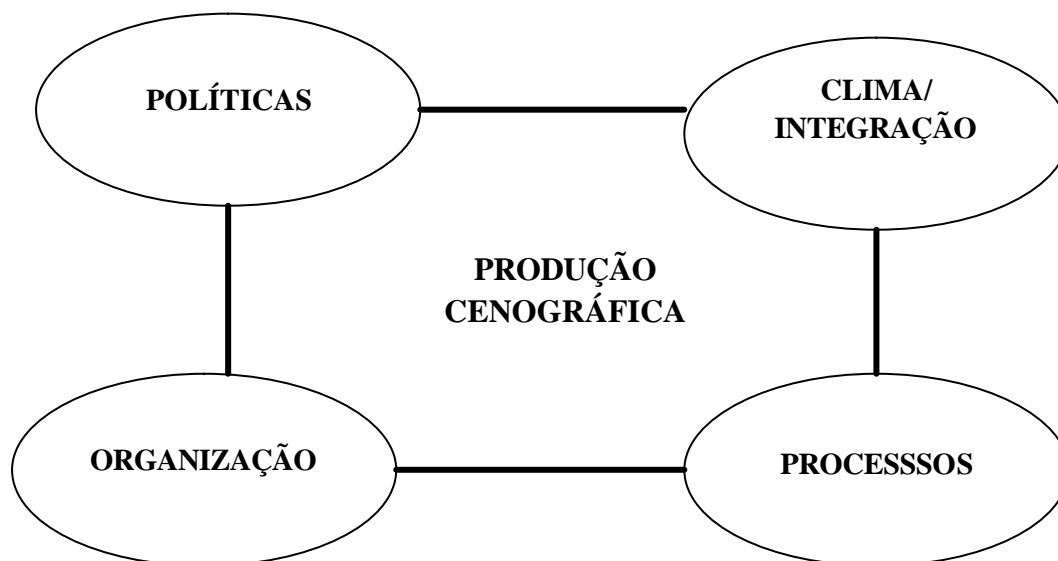 POLÍTICAS
CLIMA/
INTEGRAÇÃO
PRODUÇÃO
CENOGRÁFICA
ORGANIZAÇÃO
PROCESSSOS